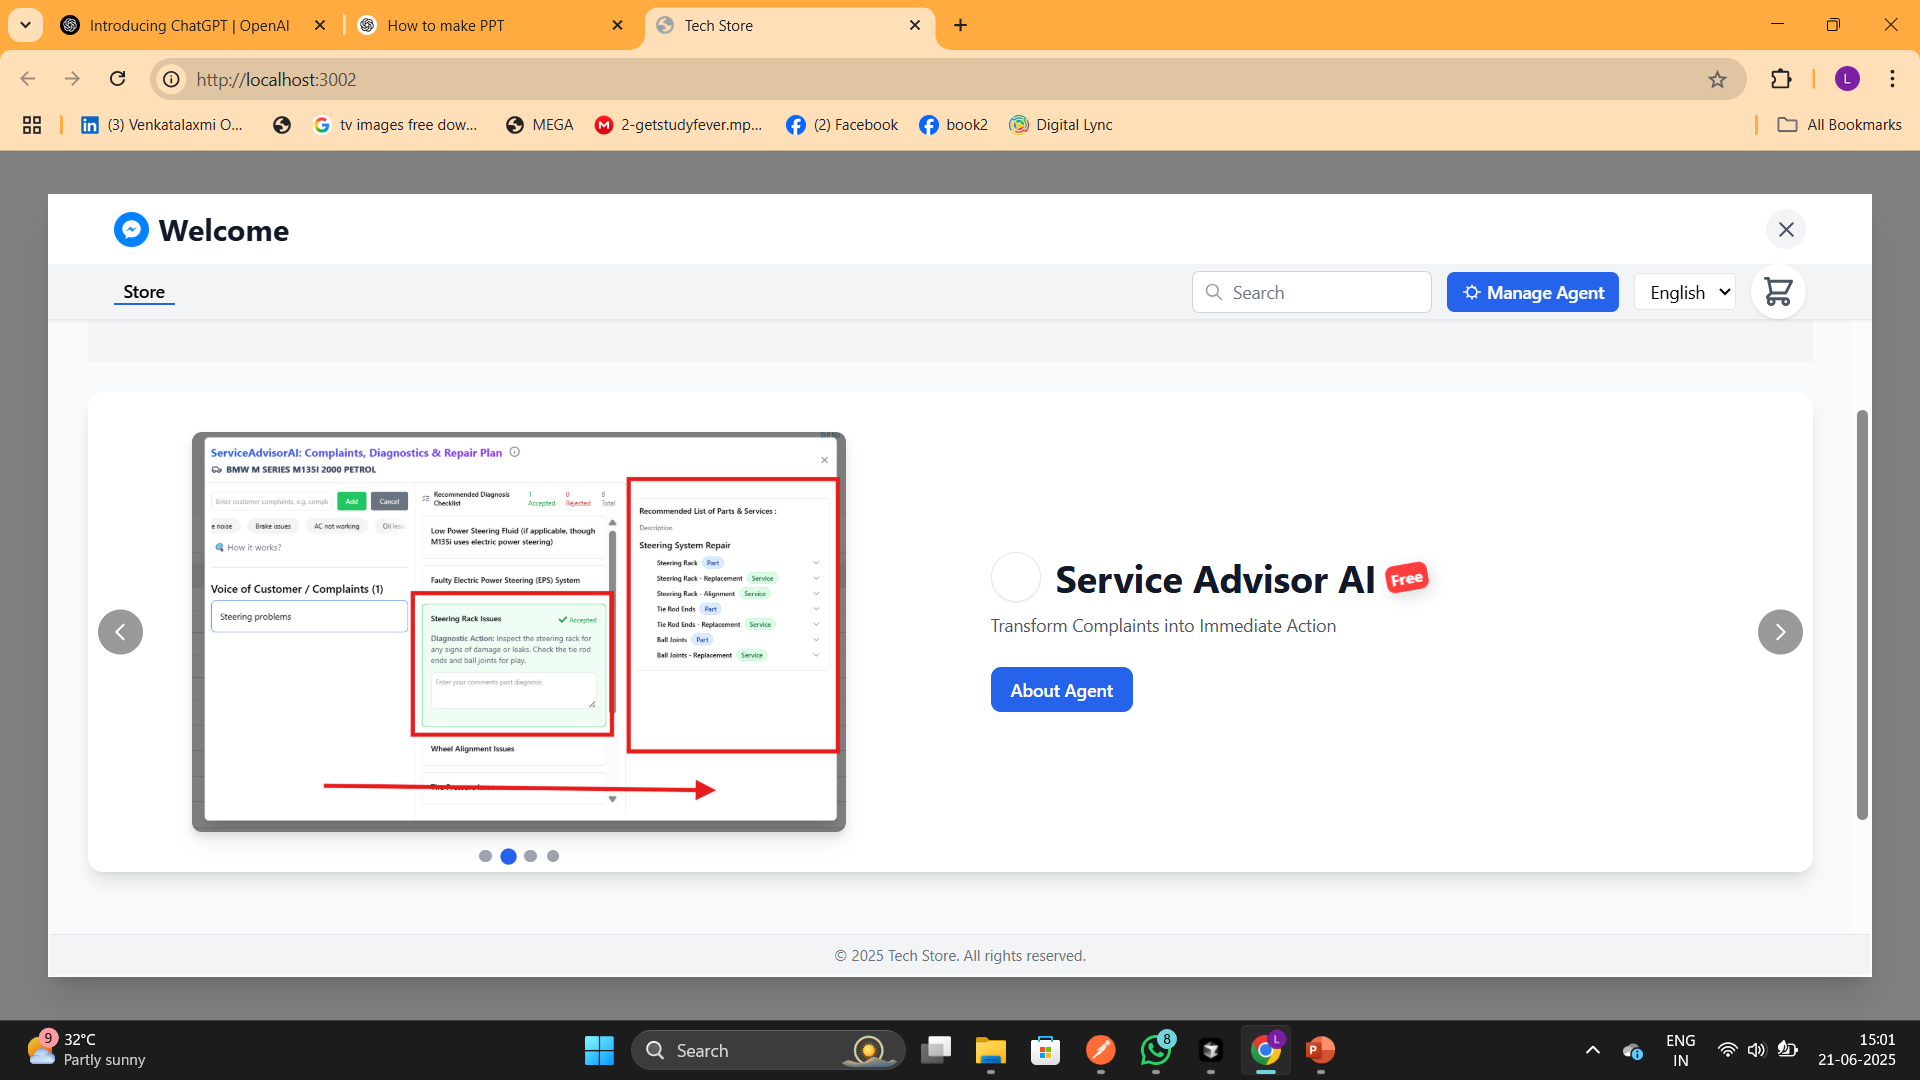 Introducing ChatGPT | OpenAI
How to make PPT
Tech Store
http://localhost:3002
L
(3) Venkatalaxmi O...
tv images free dow...
MEGA
2-getstudyfever.mp...
(2) Facebook
book2
Digital Lync
All Bookmarks
Welcome
Store
Search
Manage Agent
English
ServiceAdvisorAI: Complaints, Diagnostics & Repair Plan
BMW M SERIES M135I 2000 PETROL
Enter customer complaints, e.g. compl
Add
Cancel
e noise
Brake issues
AC not working
Oil leak
How it works?
Voice of Customer / Complaints (1)
Steering problems
Recommended Diagnosis
Checklist
1
Accepted
0
Rejected
8
Total
Low Power Steering Fluid (if applicable, though
M135i uses electric power steering)
Faulty Electric Power Steering (EPS) System
Steering Rack Issues
Accepted
Diagnostic Action: Inspect the steering rack for
any signs of damage or leaks. Check the tie rod
ends and ball joints for play.
Enter your comments post diagnosis
Wheel Alignment Issues
Recommended List of Parts & Services :
Description
Steering System Repair
Steering Rack Part
Steering Rack - Replacement Service
Steering Rack - Alignment Service
Tie Rod Ends Part
Tie Rod Ends - Replacement Service
Ball Joints Part
Ball Joints - Replacement Service
Service Advisor AI Free
Transform Complaints into Immediate Action
About Agent
© 2025 Tech Store. All rights reserved.
9
32°C
Partly sunny
Search
8
L
P
ENG
IN
15:01
21-06-2025